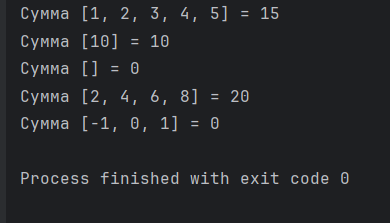 Сумма [1, 2, 3, 4, 5] = 15
Сумма [10] = 10
Сумма [] = 0
Сумма [2, 4, 6, 8] = 20
Сумма [-1, 0, 1] = 0
Process finished with exit code 0